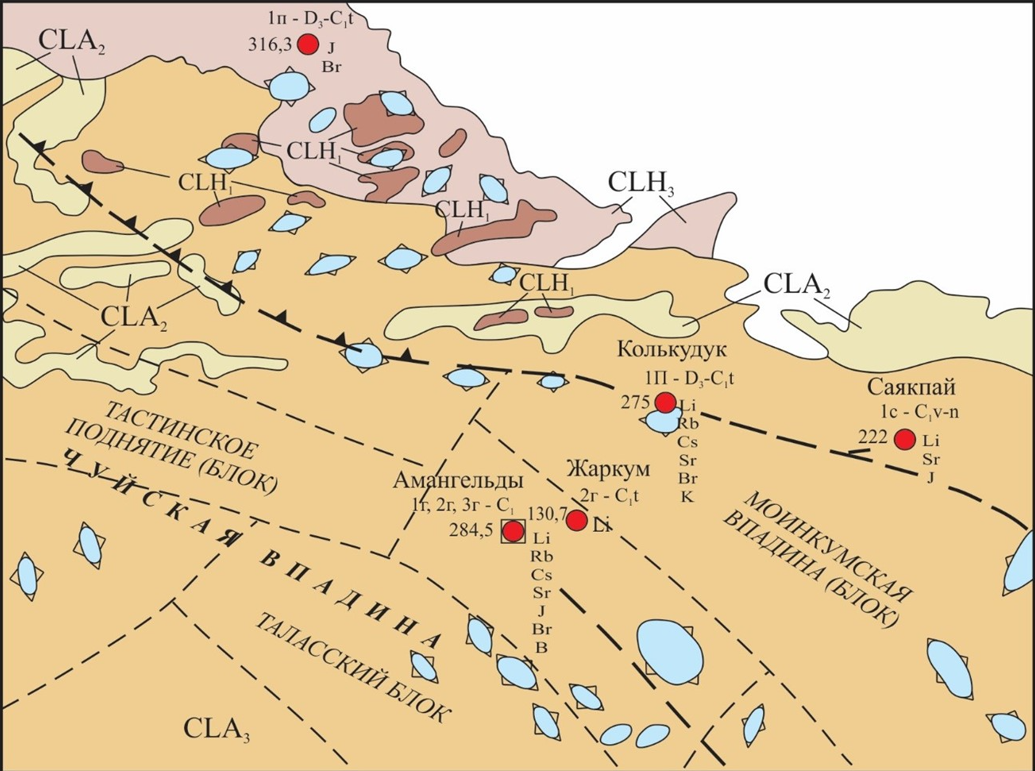 1п - D₃-C₁t
CLA₂
316,3
J
Br
CLH₁
CLH₁
CLH₃
CLH₁
CLH₁
CLA₂
CLA₂
Колькудук
1П - D₃-C₁t
275
Li
Rb
Cs
Sr
Br
K
Саякпай
1с - C₁v-n
222
Li
Sr
J
ТАСТИНСКОЕ
ПОДНЯТИЕ (БЛОК)
ЧУЙСКАЯ ВПАДИНА
Амангельды
1г, 2г, 3г - C₁
284,5
Li
Rb
Cs
Sr
J
Br
B
Жаркум
2г - C₁t
130,7
Li
МОИНКУМСКАЯ
ВПАДИНА (БЛОК)
ТАЛАССКИЙ БЛОК
CLA₃